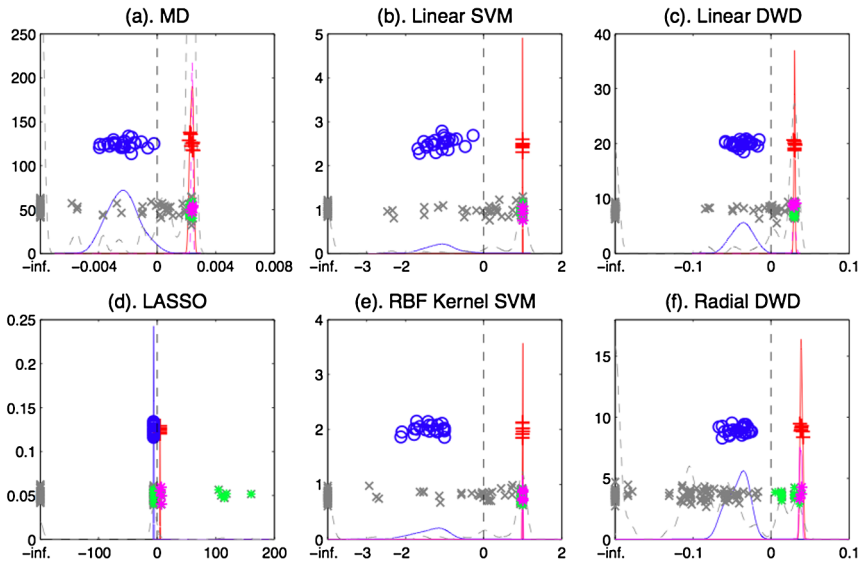 (a). MD
250
200
150
100
50
0
−inf. −0.004 0 0.004 0.008
(b). Linear SVM
5
4
3
2
1
0
−inf. −3 −2 0 2
(c). Linear DWD
40
30
20
10
0
−inf. −0.1 0 0.1
(d). LASSO
0.25
0.2
0.15
0.1
0.05
0
−inf. −100 0 100 200
(e). RBF Kernel SVM
4
3
2
1
0
−inf. −3 −2 0 2
(f). Radial DWD
15
10
5
0
−inf. −0.1 0 0.1